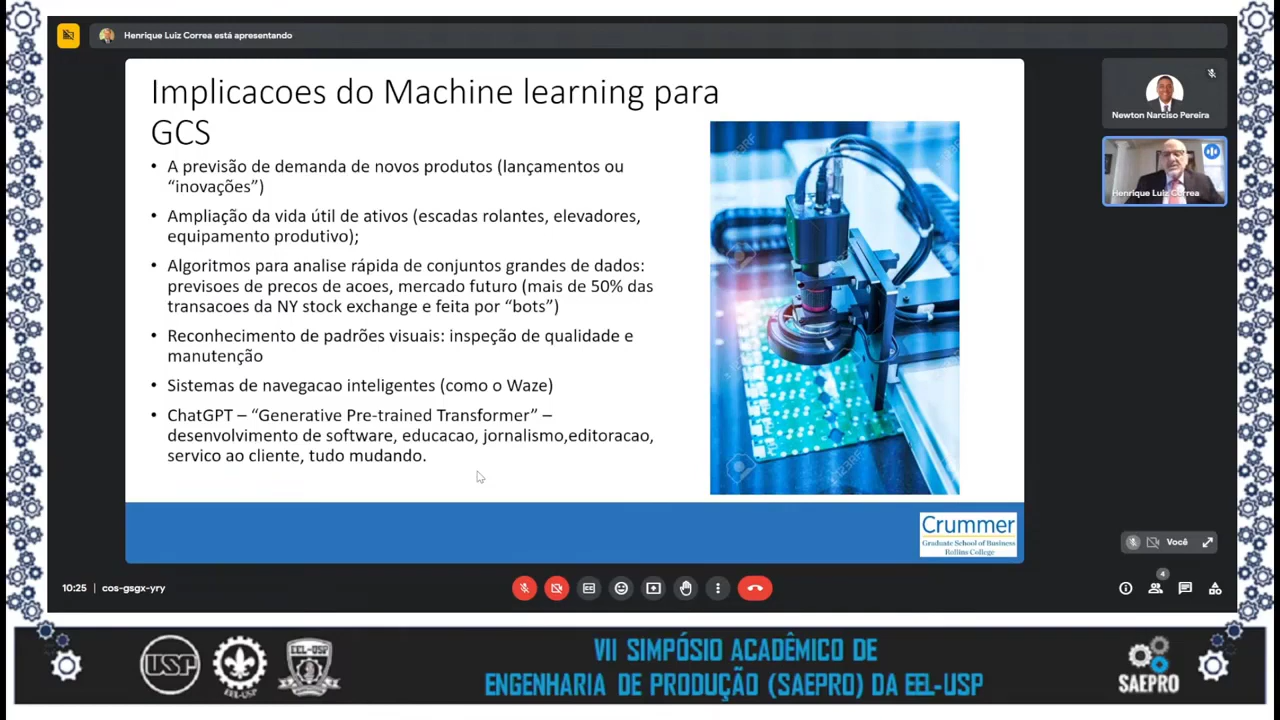 Henrique Luiz Correa está apresentando
Implicacoes do Machine learning para
GCS
• A previsão de demanda de novos produtos (lançamentos ou
“inovações”)
• Ampliação da vida útil de ativos (escadas rolantes, elevadores,
equipamento produtivo);
• Algoritmos para analise rápida de conjuntos grandes de dados:
previsoes de precos de acoes, mercado futuro (mais de 50% das
transacoes da NY stock exchange e feita por “bots”)
• Reconhecimento de padrões visuais: inspeção de qualidade e
manutenção
• Sistemas de navegacao inteligentes (como o Waze)
• ChatGPT – “Generative Pre-trained Transformer” –
desenvolvimento de software, educacao, jornalismo,editoracao,
servico ao cliente, tudo mudando.
123RF
Crummer
Graduate School of Business
Rollins College
Newton Narciso Pereira
Henrique Luiz Correa
Você
10:25 | cos-gsgx-yry
4
USP
EEL-USP
EEL-USP
VII SIMPÓSIO ACADÊMICO DE
ENGENHARIA DE PRODUÇÃO (SAEPRO) DA EEL-USP
SAEPRO